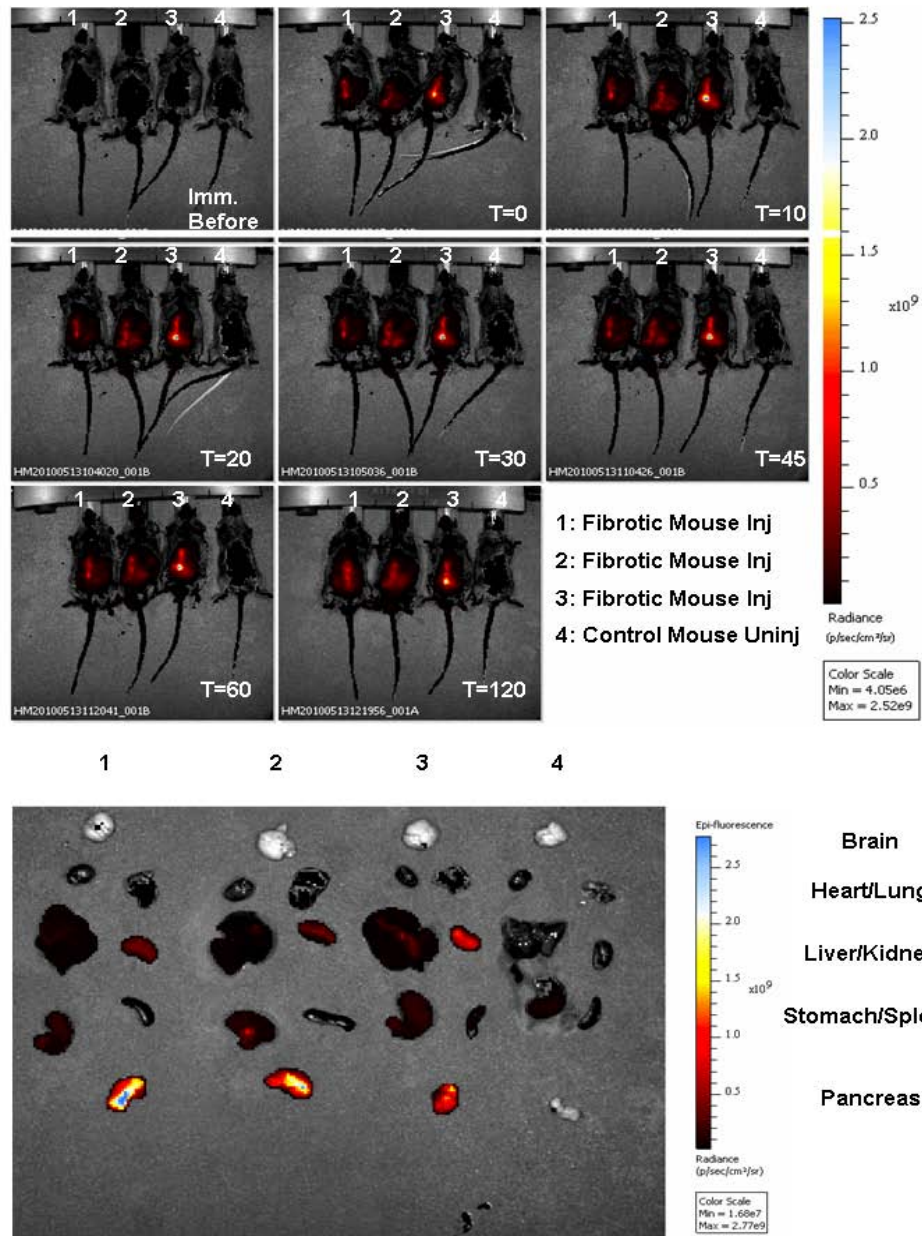 1 2 3 4
Imm.
Before
1 2 3 4
T=0
1 2 3 4
T=10
1 2 3 4
T=20
HM20100513104020_001B
1 2 3 4
T=30
HM20100513105036_001B
1 2 3 4
T=45
HM20100513110426_001B
1 2 3 4
T=60
HM20100513112041_001B
1 2 3 4
T=120
HM20100513121956_001A
1: Fibrotic Mouse Inj
2: Fibrotic Mouse Inj
3: Fibrotic Mouse Inj
4: Control Mouse Uninj
2.5
2.0
1.5
x10⁹
1.0
0.5
Radiance
(p/sec/cm²/sr)
Color Scale
Min = 4.05e6
Max = 2.52e9
1 2 3 4
Epi-fluorescence
2.5
2.0
1.5
x10⁹
1.0
0.5
Radiance
(p/sec/cm²/sr)
Color Scale
Min = 1.68e7
Max = 2.77e9
Brain
Heart/Lung
Liver/Kidne
Stomach/Sple
Pancreas